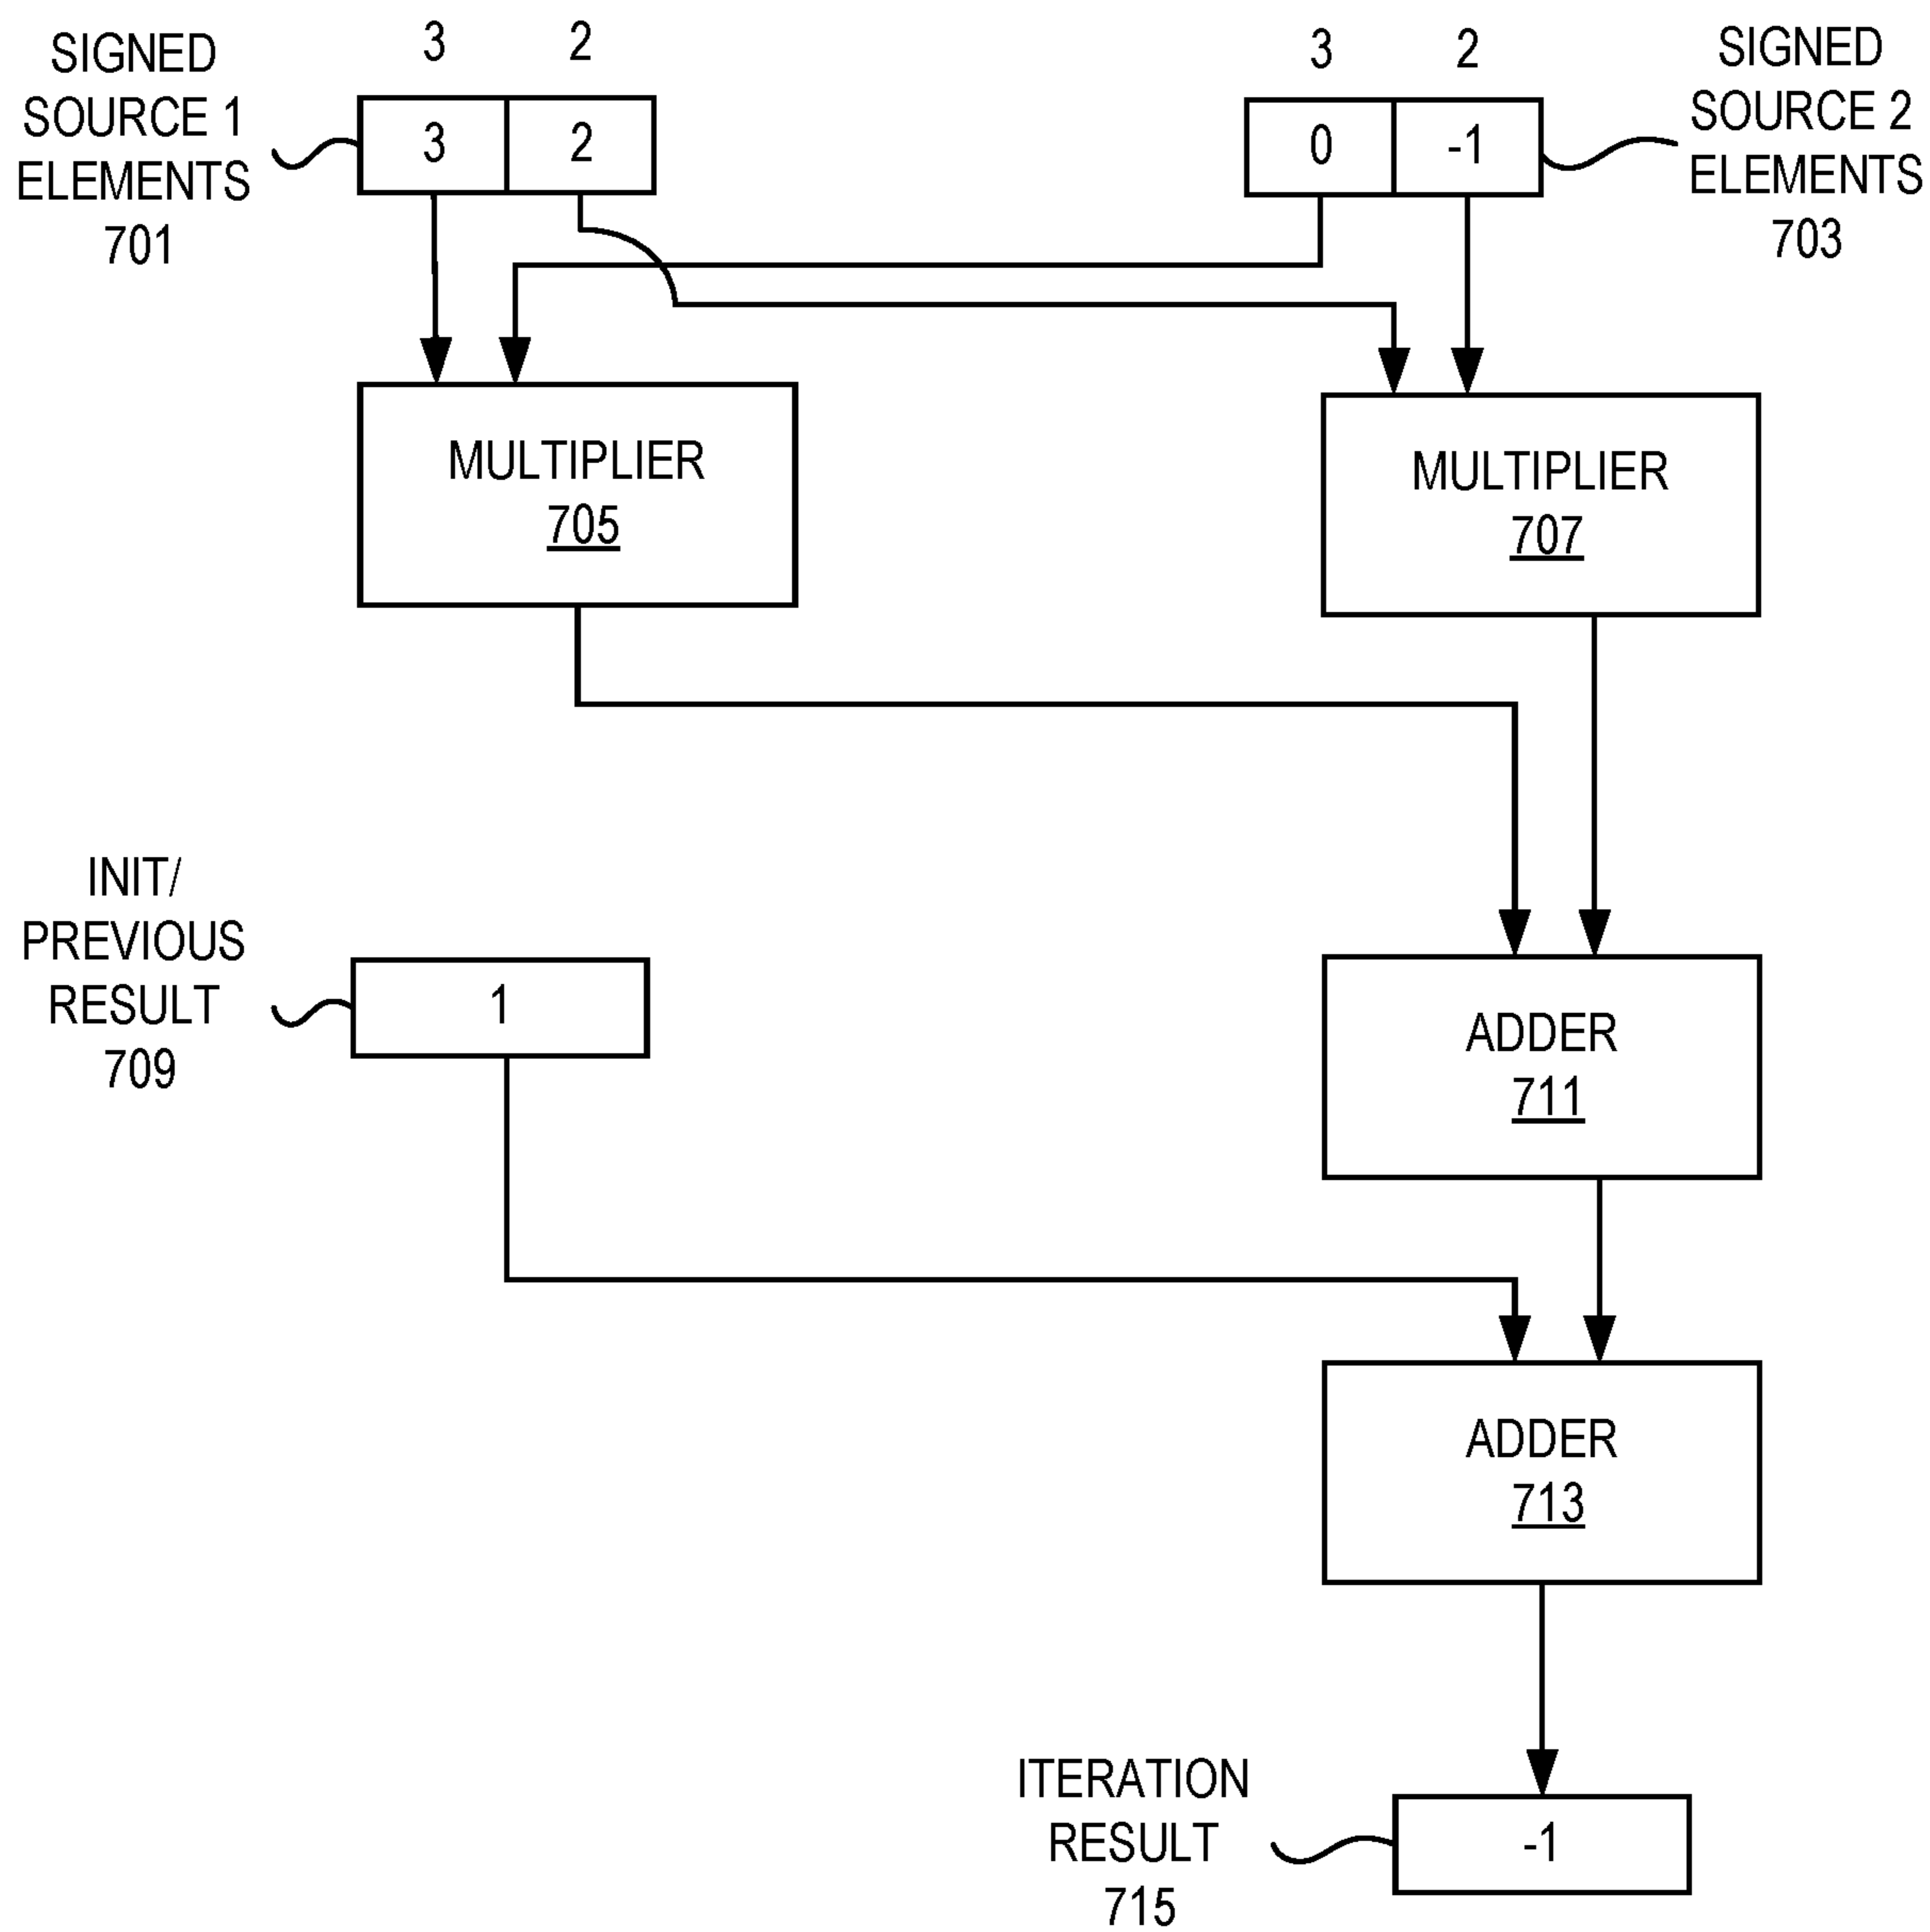 SIGNED
SOURCE 1
ELEMENTS
701
3 2
3 2
3 2
0 -1
SIGNED
SOURCE 2
ELEMENTS
703
MULTIPLIER
705
MULTIPLIER
707
INIT/
PREVIOUS
RESULT
709
1
ADDER
711
ADDER
713
ITERATION
RESULT
715
-1